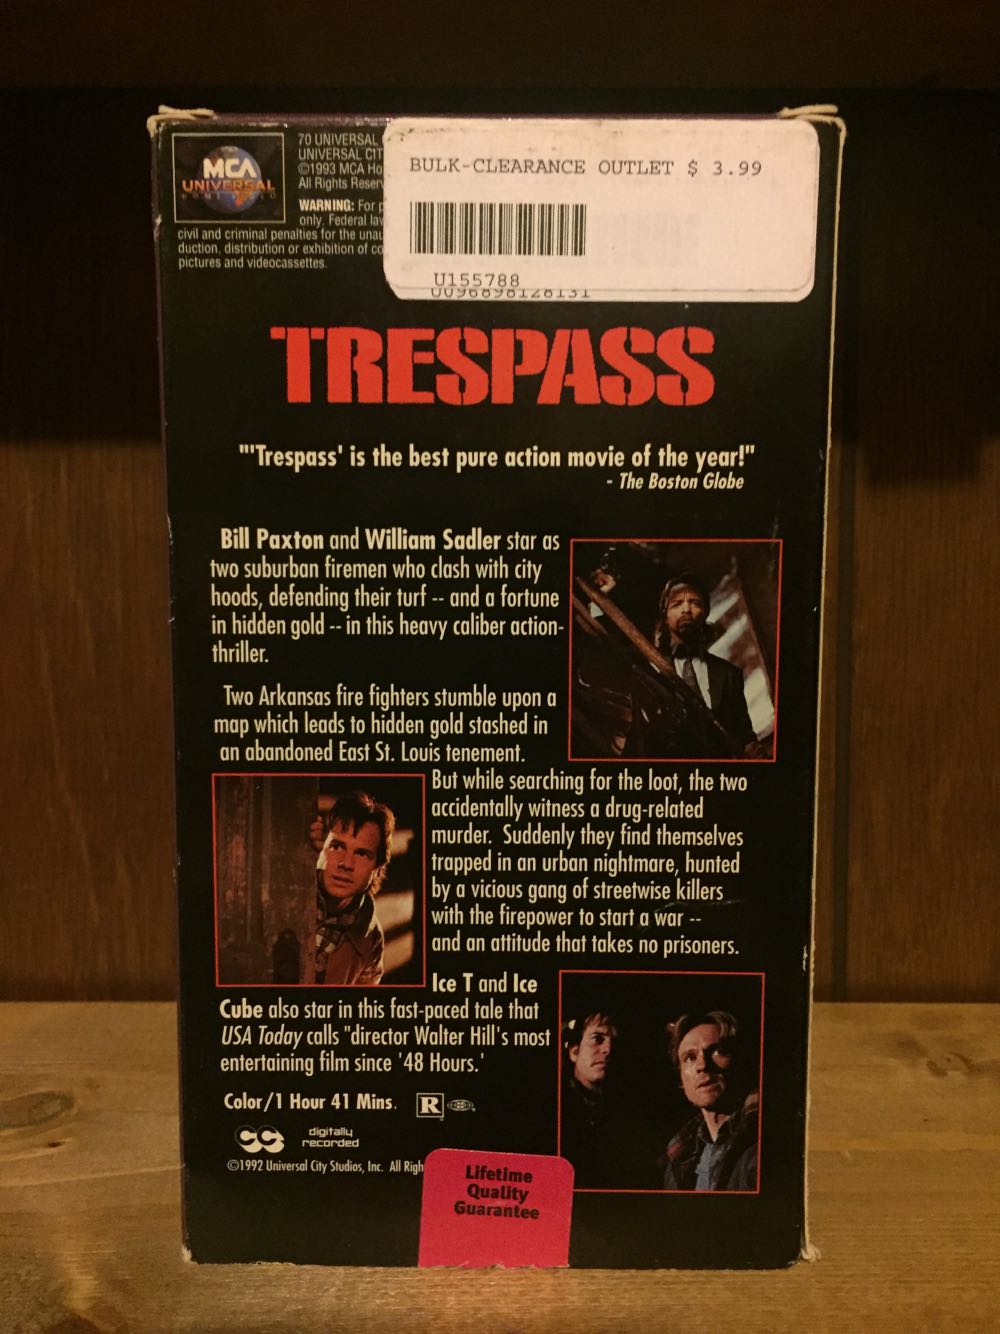 MCA
UNIVERSAL
HOME VIDEO
70 UNIVERSAL
UNIVERSAL CIT
©1993 MCA Ho
All Rights Reserv
WARNING: For p
only. Federal law
civil and criminal penalties for the unau
duction, distribution or exhibition of co
pictures and videocassettes.
BULK-CLEARANCE OUTLET $ 3.99
U155788
U096898128131
TRESPASS
"'Trespass' is the best pure action movie of the year!"
- The Boston Globe
Bill Paxton and William Sadler star as
two suburban firemen who clash with city
hoods, defending their turf -- and a fortune
in hidden gold -- in this heavy caliber action-
thriller.
Two Arkansas fire fighters stumble upon a
map which leads to hidden gold stashed in
an abandoned East St. Louis tenement.
But while searching for the loot, the two
accidentally witness a drug-related
murder. Suddenly they find themselves
trapped in an urban nightmare, hunted
by a vicious gang of streetwise killers
with the firepower to start a war --
and an attitude that takes no prisoners.
Ice T and Ice
Cube also star in this fast-paced tale that
USA Today calls "director Walter Hill's most
entertaining film since '48 Hours.'
Color/1 Hour 41 Mins. R
CC digitally
recorded
©1992 Universal City Studios, Inc. All Righ
Lifetime
Quality
Guarantee